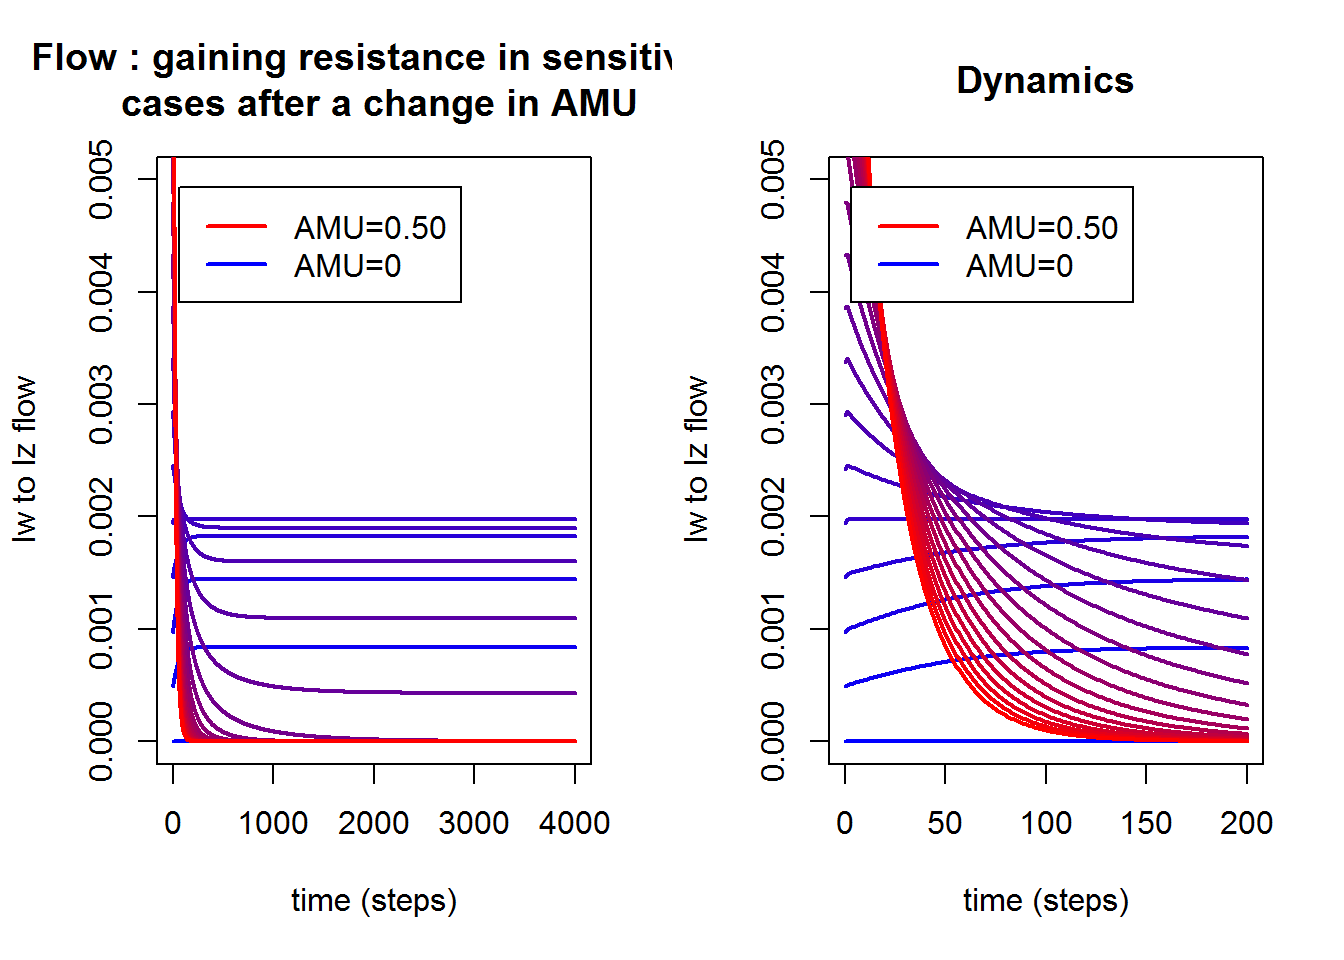 Flow : gaining resistance in sensitiv
cases after a change in AMU
0.000 0.001 0.002 0.003 0.004 0.005
Iw to Iz flow
AMU=0.50
AMU=0
0 1000 2000 3000 4000
time (steps)
Dynamics
0.000 0.001 0.002 0.003 0.004 0.005
Iw to Iz flow
AMU=0.50
AMU=0
0 50 100 150 200
time (steps)